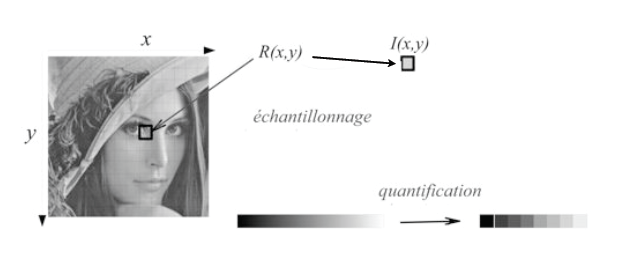 x
I(x,y)
R(x,y)
échantillonnage
y
quantification